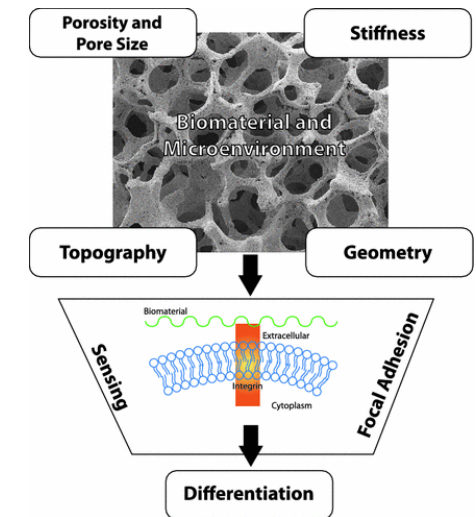 Porosity and
Pore Size
Stiffness
Biomaterial and
Microenvironment
Topography
Geometry
Biomaterial
Extracellular
Sensing
Integrin
Cytoplasm
Focal Adhesion
Differentiation